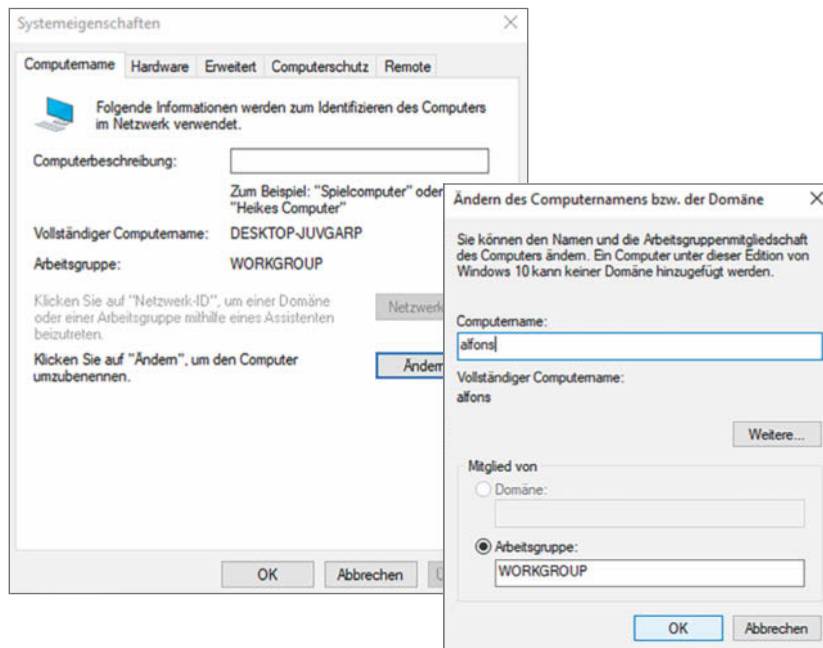 Systemeigenschaften
Computername Hardware Erweitert Computerschutz Remote
Folgende Informationen werden zum Identifizieren des Computers
im Netzwerk verwendet.
Computerbeschreibung:
Zum Beispiel: "Spielcomputer" oder
"Heikes Computer"
Vollständiger Computername: DESKTOP-JUVGARP
Arbeitsgruppe: WORKGROUP
Klicken Sie auf "Netzwerk-ID", um einer Domäne
oder einer Arbeitsgruppe mithilfe eines Assistenten
beizutreten.
Netzwerk
Klicken Sie auf "Ändern", um den Computer
umzubenennen.
Ändern
OK Abbrechen
Ändern des Computernamens bzw. der Domäne
Sie können den Namen und die Arbeitsgruppenmitgliedschaft
des Computers ändern. Ein Computer unter dieser Edition von
Windows 10 kann keiner Domäne hinzugefügt werden.
Computername:
alfons
Vollständiger Computername:
alfons
Weitere...
Mitglied von
Domäne:
Arbeitsgruppe:
WORKGROUP
OK Abbrechen